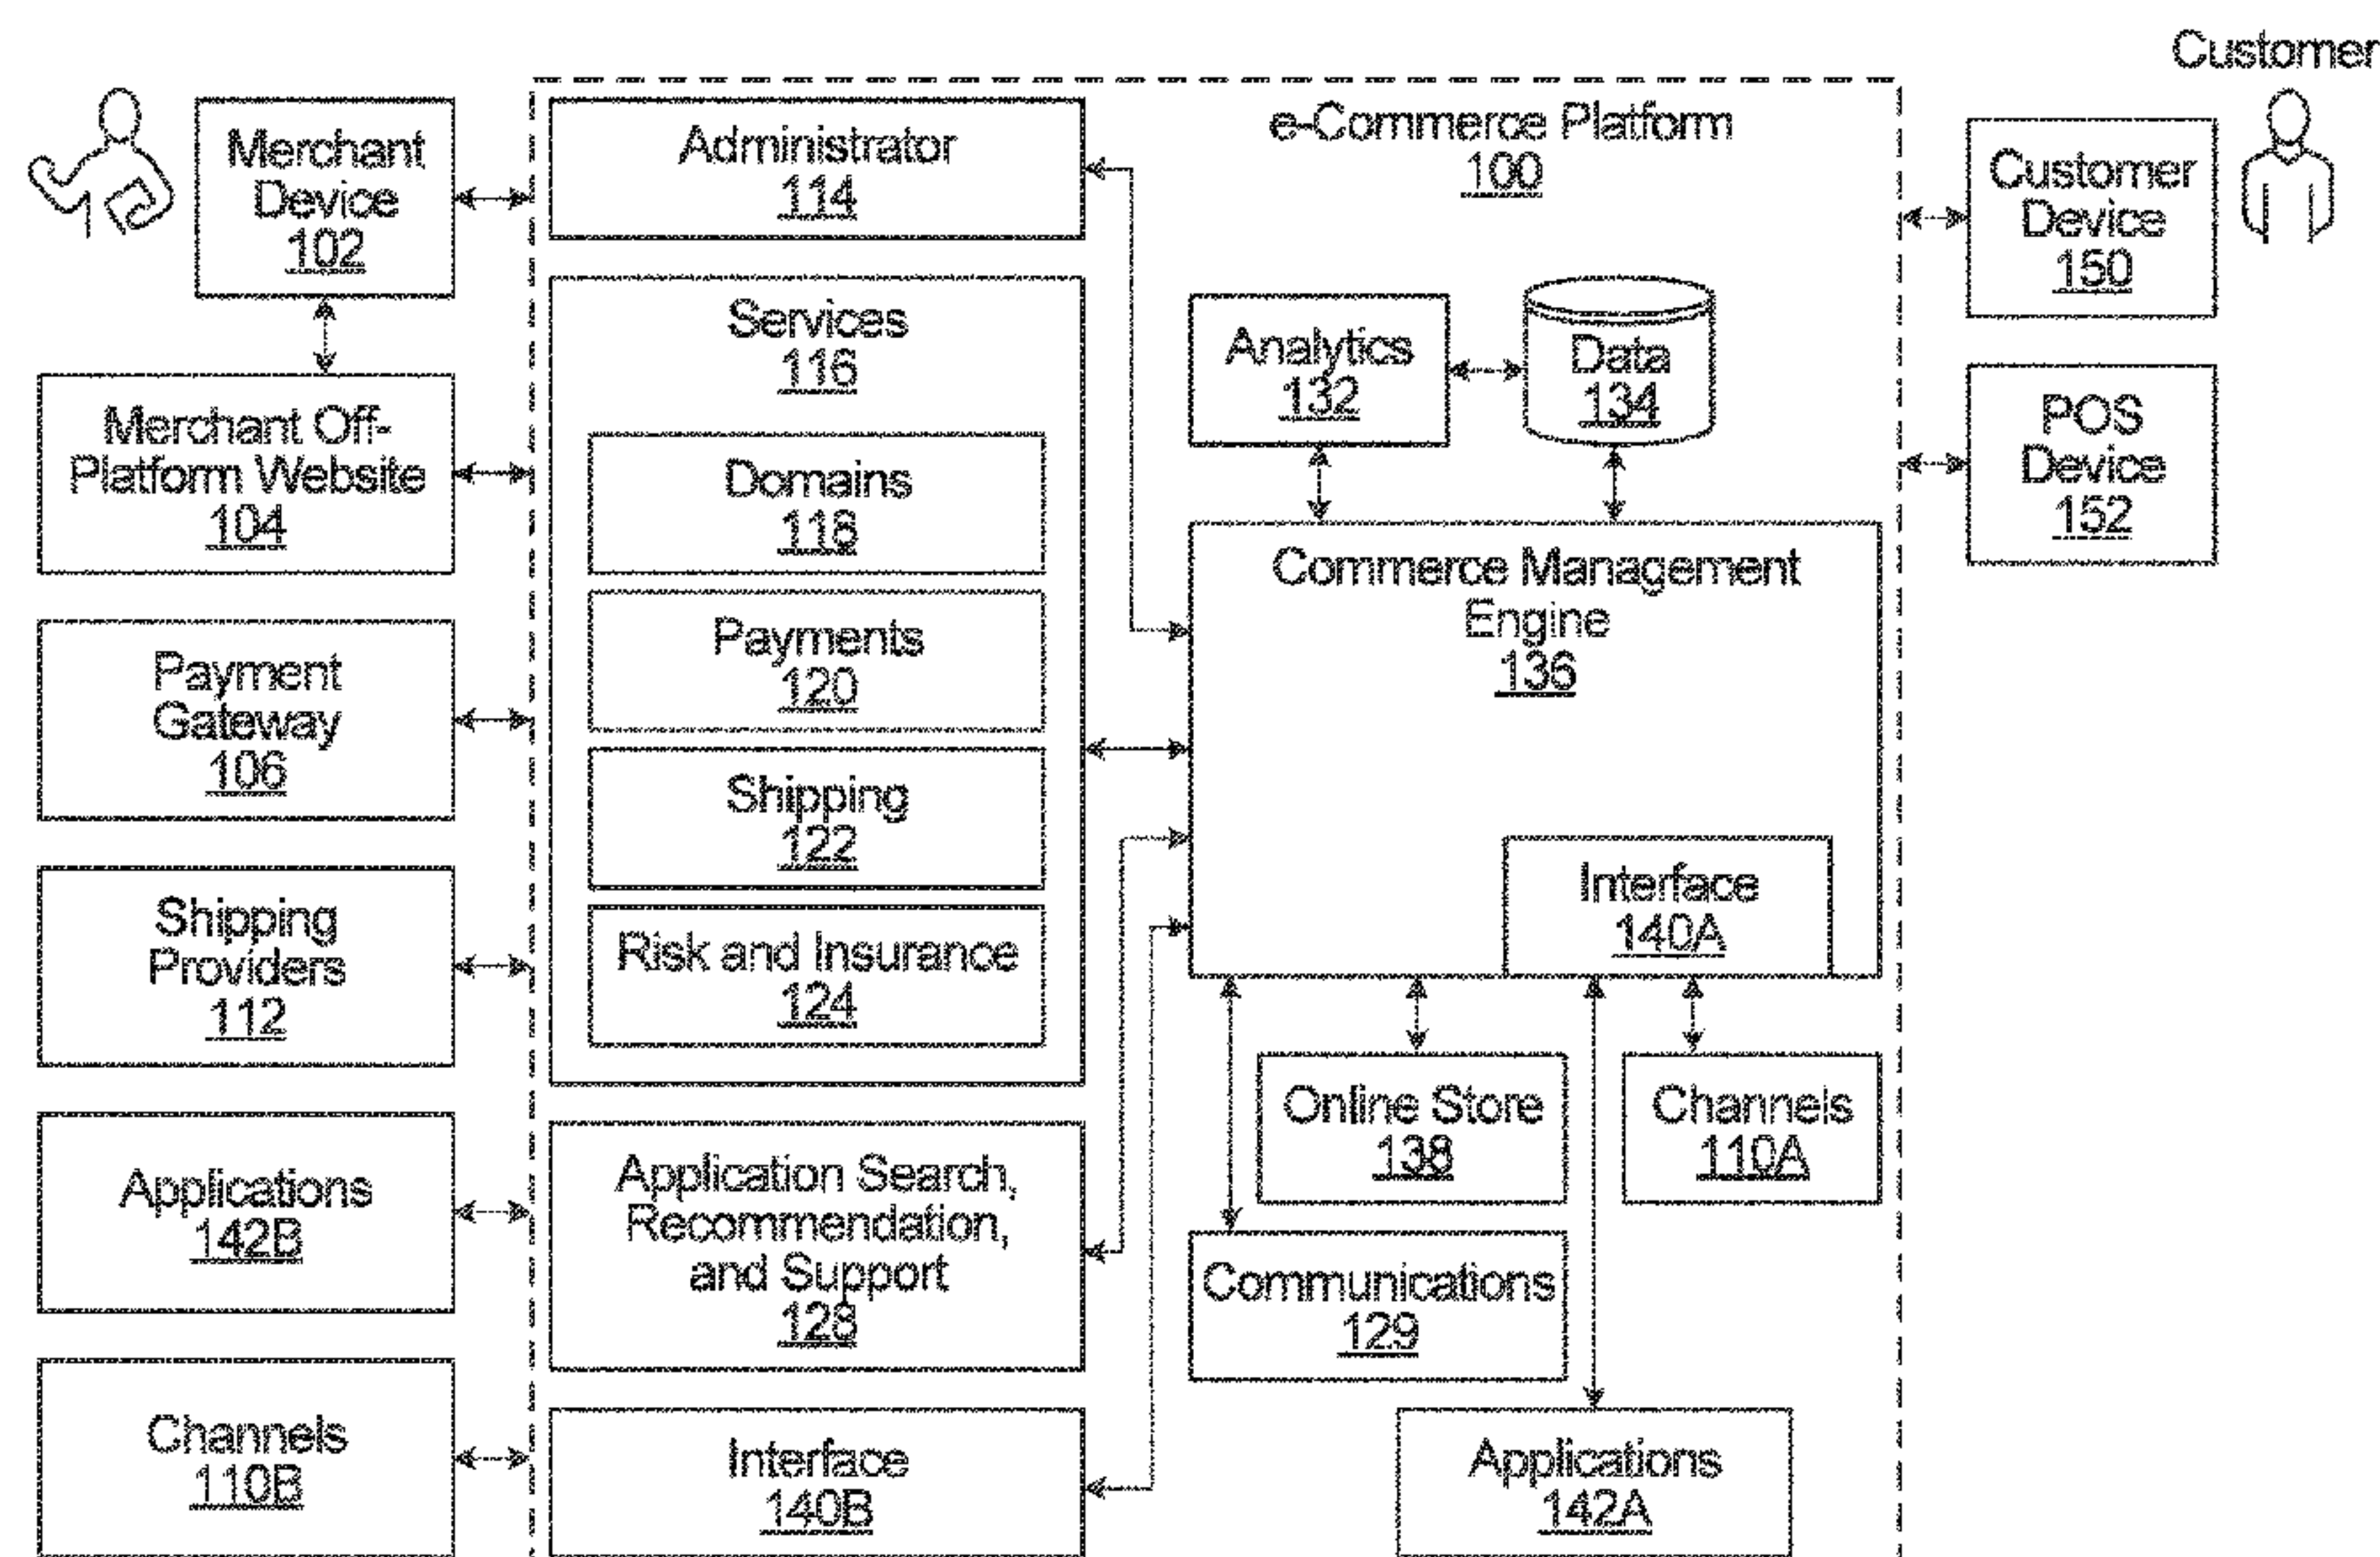 Customer
Merchant
Device
102
Administrator
114
e-Commerce Platform
100
Customer
Device
150
Merchant Off-
Platform Website
104
Services
116
Domains
118
Payments
120
Shipping
122
Risk and Insurance
124
Analytics
132
Data
134
POS
Device
152
Payment
Gateway
106
Commerce Management
Engine
136
Interface
140A
Shipping
Providers
112
Online Store
138
Channels
110A
Applications
142B
Application Search,
Recommendation,
and Support
128
Communications
129
Channels
110B
Interface
140B
Applications
142A